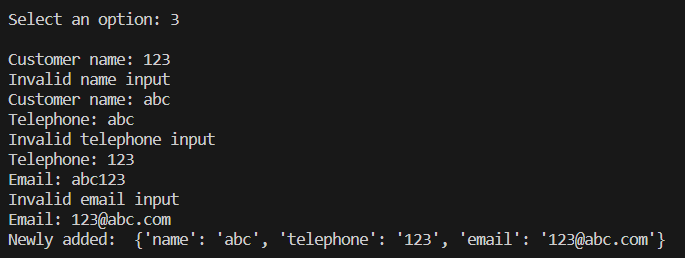 Select an option: 3
Customer name: 123
Invalid name input
Customer name: abc
Telephone: abc
Invalid telephone input
Telephone: 123
Email: abc123
Invalid email input
Email: 123@abc.com
Newly added:  {'name': 'abc', 'telephone': '123', 'email': '123@abc.com'}